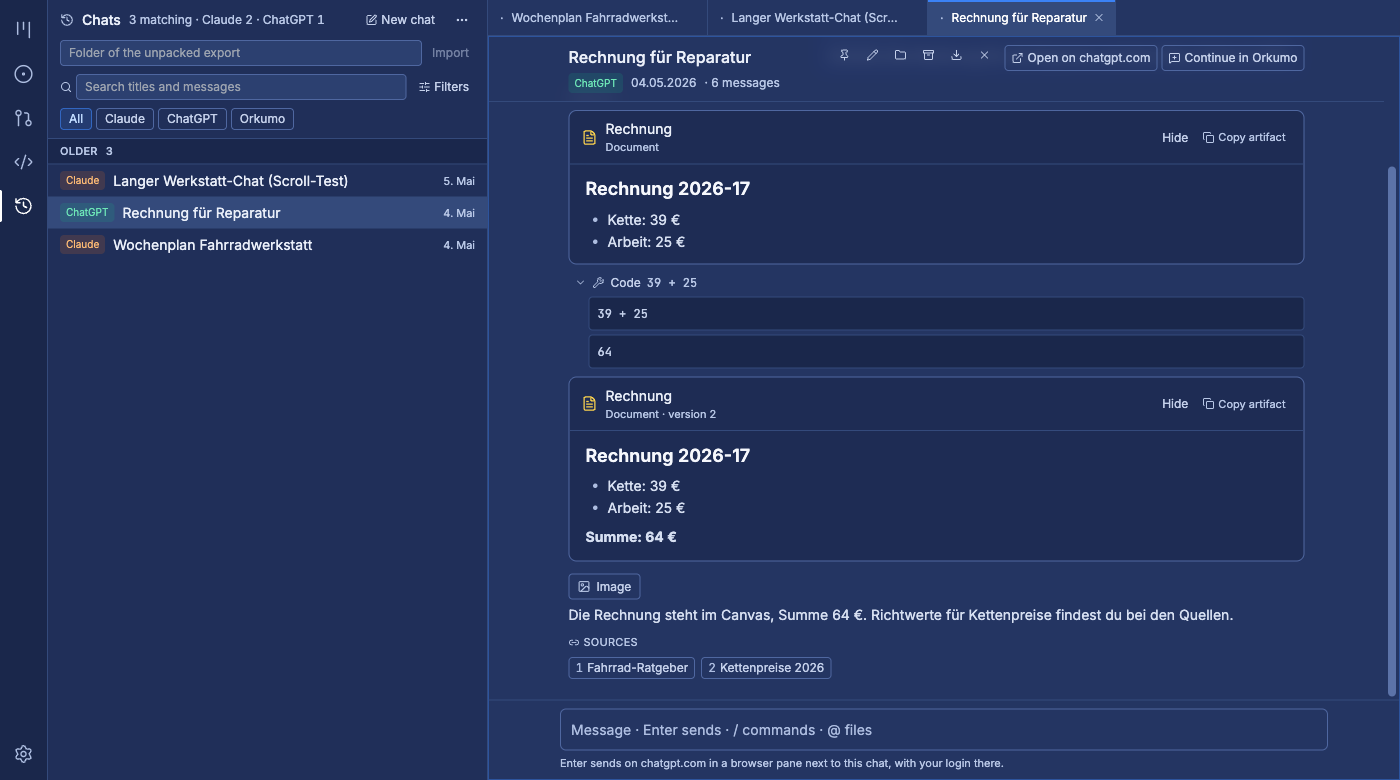 Chats 3 matching · Claude 2 · ChatGPT 1 New chat
Folder of the unpacked export Import
Search titles and messages Filters
All Claude ChatGPT Orkumo
OLDER 3
Claude Langer Werkstatt-Chat (Scroll-Test) 5. Mai
ChatGPT Rechnung für Reparatur 4. Mai
Claude Wochenplan Fahrradwerkstatt 4. Mai
Wochenplan Fahrradwerkst... Langer Werkstatt-Chat (Scr... Rechnung für Reparatur
Rechnung für Reparatur Open on chatgpt.com Continue in Orkumo
ChatGPT 04.05.2026 · 6 messages
Rechnung
Document
Hide Copy artifact
Rechnung 2026-17
• Kette: 39 €
• Arbeit: 25 €
Code 39 + 25
39 + 25
64
Rechnung
Document · version 2
Hide Copy artifact
Rechnung 2026-17
• Kette: 39 €
• Arbeit: 25 €
Summe: 64 €
Image
Die Rechnung steht im Canvas, Summe 64 €. Richtwerte für Kettenpreise findest du bei den Quellen.
SOURCES
1 Fahrrad-Ratgeber 2 Kettenpreise 2026
Message · Enter sends · / commands · @ files
Enter sends on chatgpt.com in a browser pane next to this chat, with your login there.